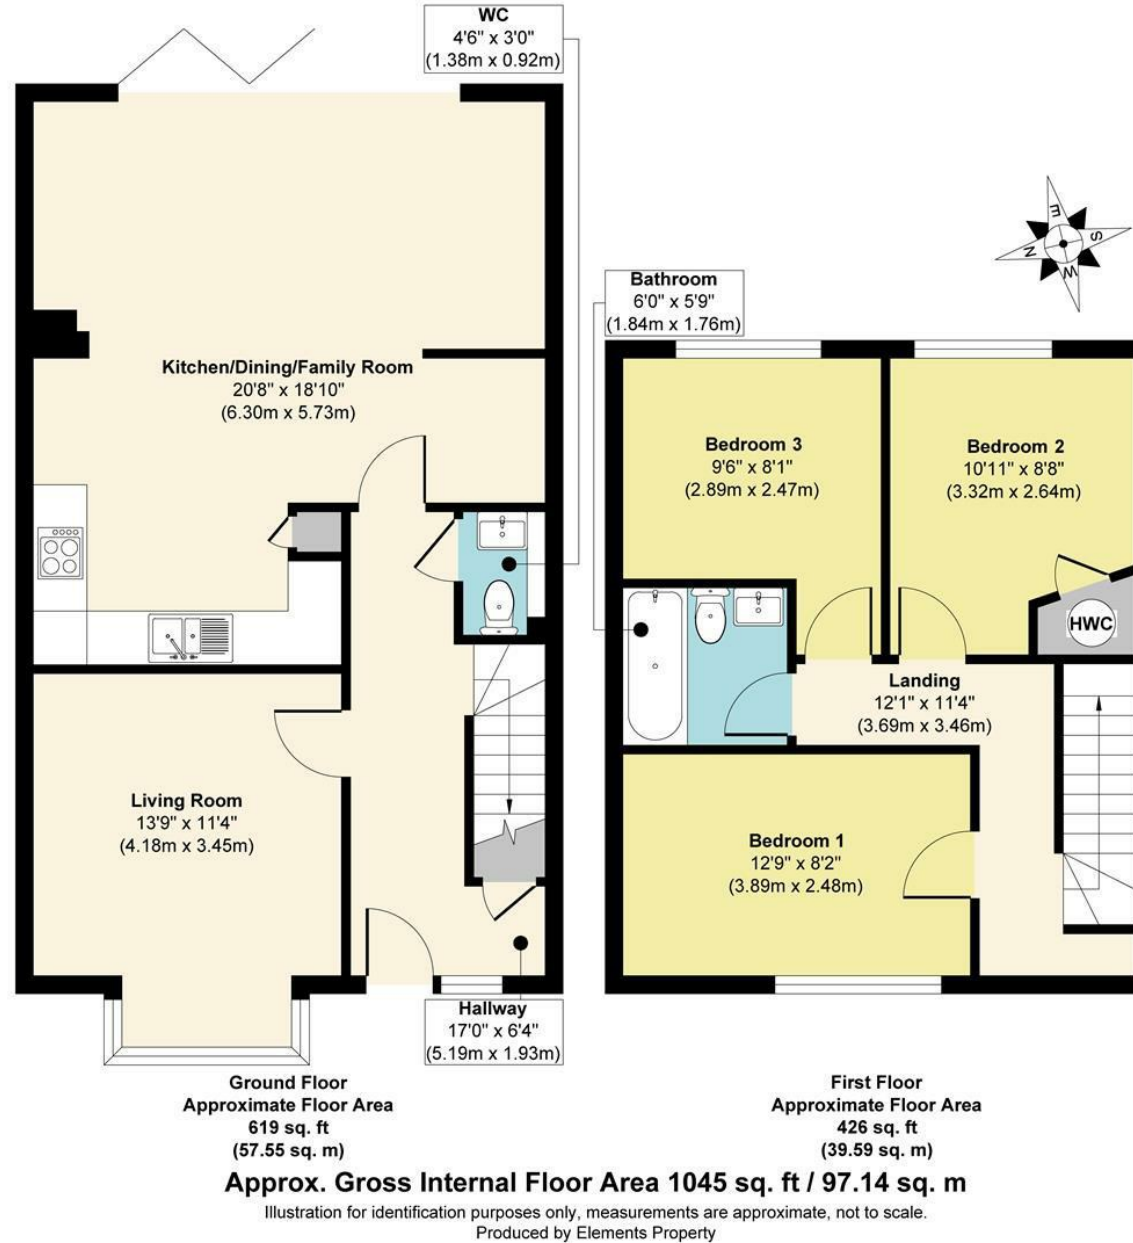 WC
4'6" x 3'0"
(1.38m x 0.92m)
Kitchen/Dining/Family Room
20'8" x 18'10"
(6.30m x 5.73m)
Living Room
13'9" x 11'4"
(4.18m x 3.45m)
Hallway
17'0" x 6'4"
(5.19m x 1.93m)
Ground Floor
Approximate Floor Area
619 sq. ft
(57.55 sq. m)
E
S
N
W
Bathroom
6'0" x 5'9"
(1.84m x 1.76m)
Bedroom 3
9'6" x 8'1"
(2.89m x 2.47m)
Bedroom 2
10'11" x 8'8"
(3.32m x 2.64m)
HWC
Landing
12'1" x 11'4"
(3.69m x 3.46m)
Bedroom 1
12'9" x 8'2"
(3.89m x 2.48m)
First Floor
Approximate Floor Area
426 sq. ft
(39.59 sq. m)
Approx. Gross Internal Floor Area 1045 sq. ft / 97.14 sq. m
Illustration for identification purposes only, measurements are approximate, not to scale.
Produced by Elements Property